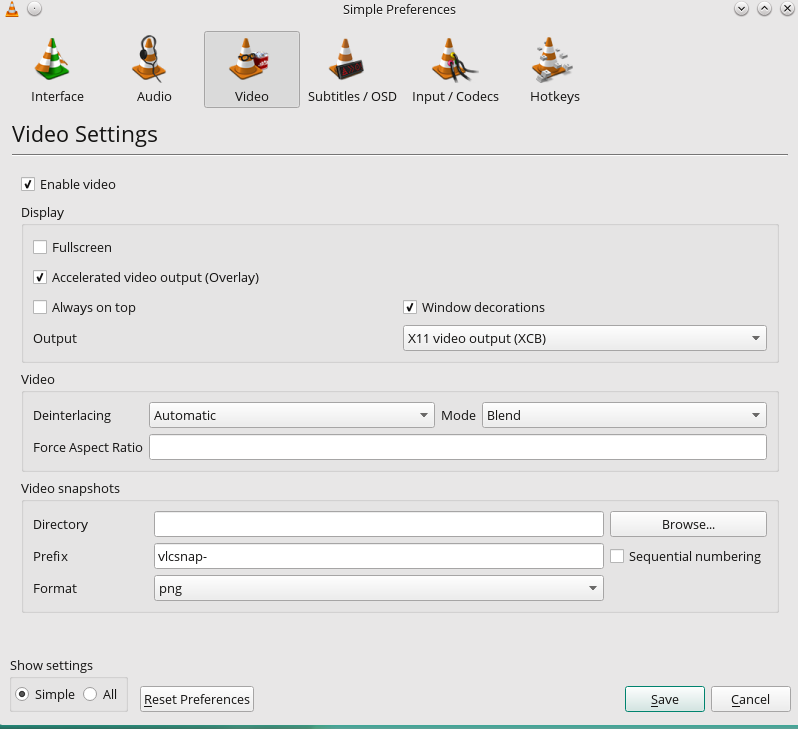 Simple Preferences
Interface Audio Video Subtitles / OSD Input / Codecs Hotkeys
Video Settings
Enable video
Display
Fullscreen
Accelerated video output (Overlay)
Always on top Window decorations
Output X11 video output (XCB)
Video
Deinterlacing Automatic Mode Blend
Force Aspect Ratio
Video snapshots
Directory Browse...
Prefix vlcsnap- Sequential numbering
Format png
Show settings
Simple All Reset Preferences Save Cancel